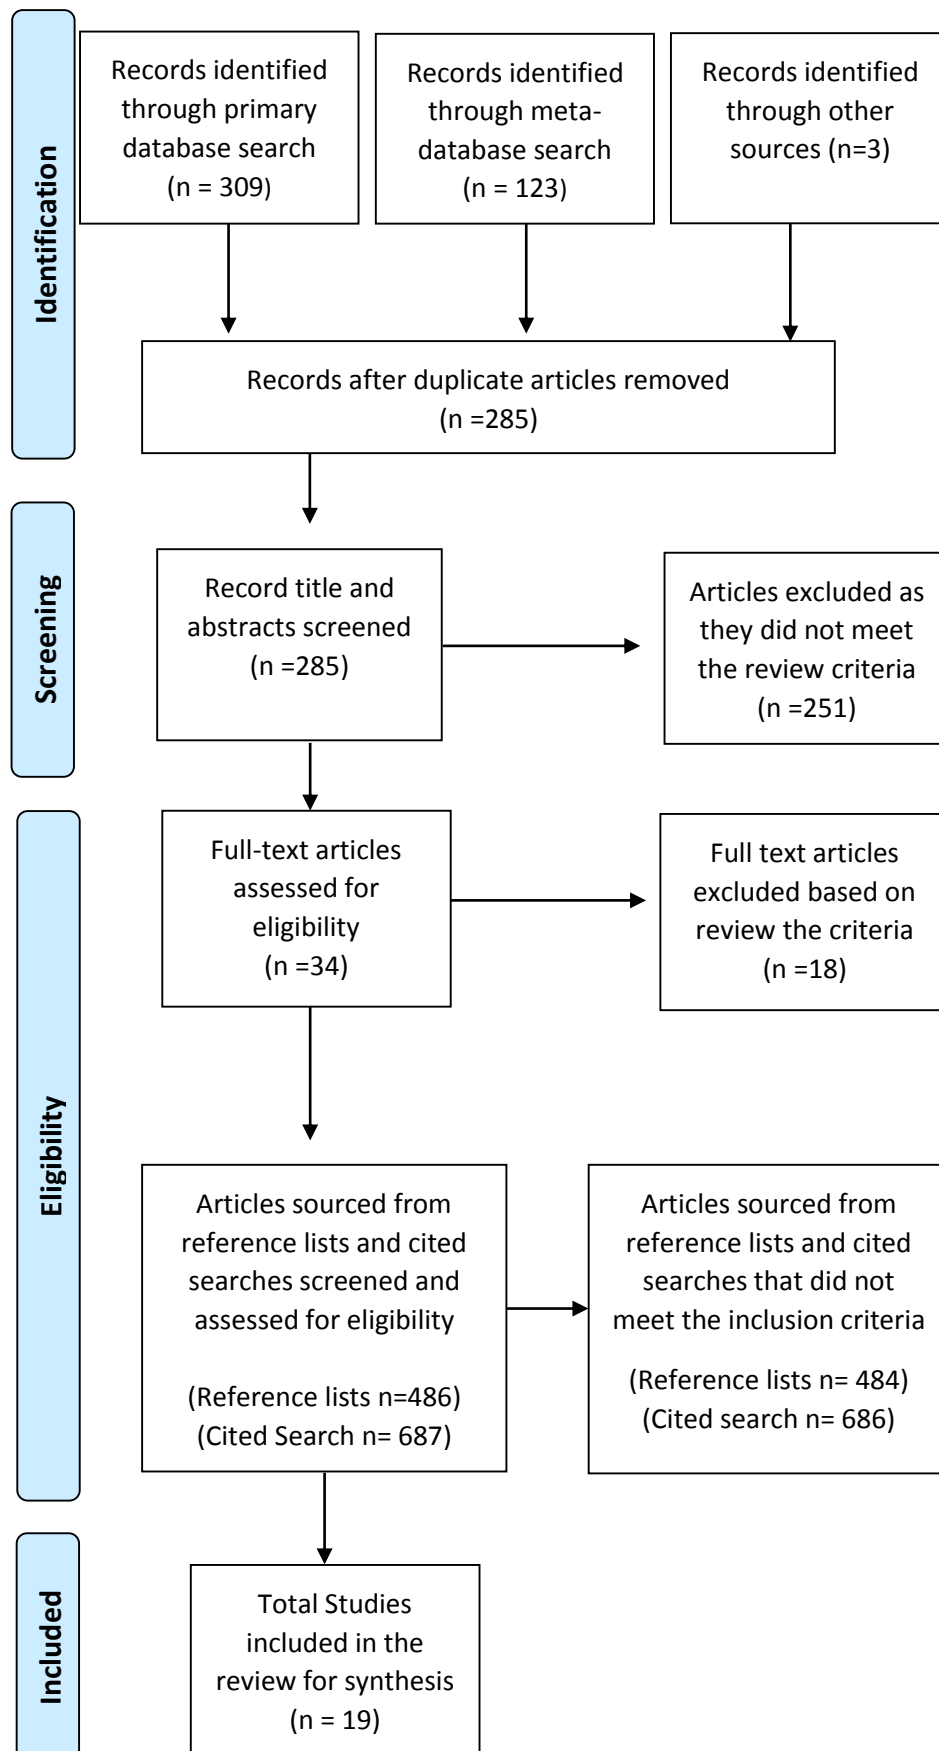 Identification
Records identified
through primary
database search
(n = 309)
Records identified
through meta-
database search
(n = 123)
Records identified
through other
sources (n=3)
Records after duplicate articles removed
(n =285)
Screening
Record title and
abstracts screened
(n =285)
Articles excluded as
they did not meet
the review criteria
(n =251)
Eligibility
Full-text articles
assessed for
eligibility
(n =34)
Full text articles
excluded based on
review the criteria
(n =18)
Articles sourced from
reference lists and cited
searches screened and
assessed for eligibility
(Reference lists n=486)
(Cited Search n= 687)
Articles sourced from
reference lists and cited
searches that did not
meet the inclusion criteria
(Reference lists n= 484)
(Cited search n= 686)
Included
Total Studies
included in the
review for synthesis
(n = 19)